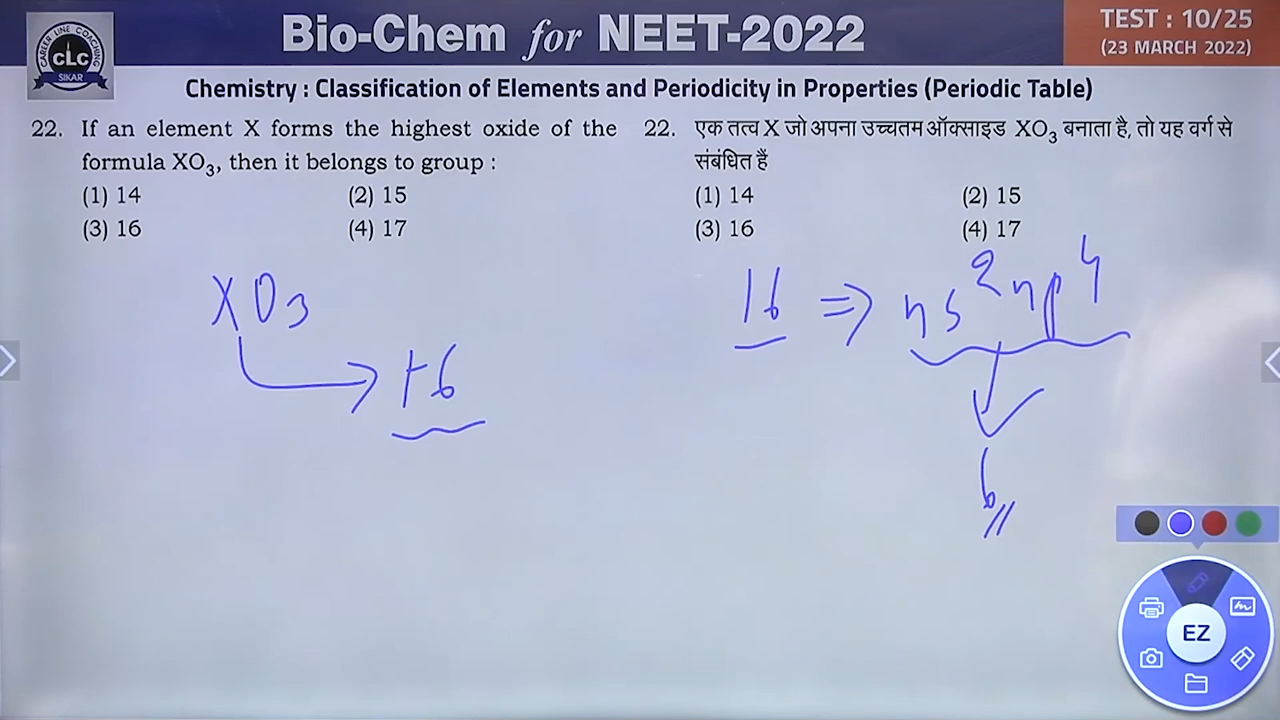 CAREER LINE COACHING
CLC
SIKAR
Bio-Chem for NEET-2022
TEST : 10/25
(23 MARCH 2022)
Chemistry : Classification of Elements and Periodicity in Properties (Periodic Table)
22. If an element X forms the highest oxide of the
formula XO₃, then it belongs to group :
(1) 14 (2) 15
(3) 16 (4) 17
22. एक तत्व X जो अपना उच्चतम ऑक्साइड XO₃ बनाता है, तो यह वर्ग से
संबंधित हैं
(1) 14 (2) 15
(3) 16 (4) 17
XO₃
+6
16 ⇒ ns² np⁴
6
EZ